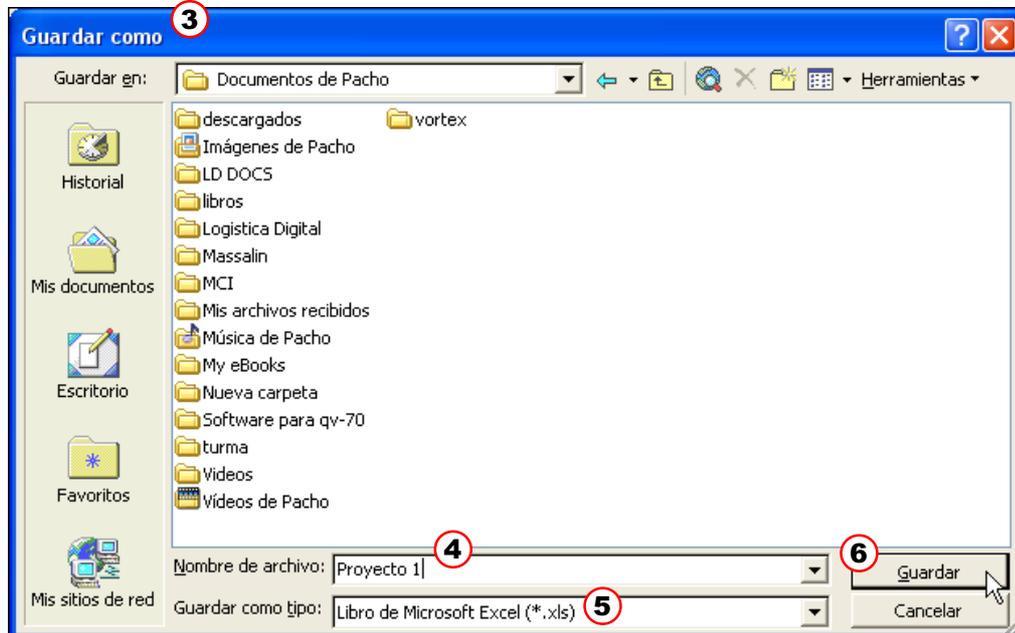 3
Guardar como
Guardar en:
Documentos de Pacho
Herramientas
Historial
Mis documentos
Escritorio
Favoritos
Mis sitios de red
descargados
Imágenes de Pacho
LD DOCS
libros
Logistica Digital
Massalin
MCI
Mis archivos recibidos
Música de Pacho
My eBooks
Nueva carpeta
Software para qv-70
turma
Videos
Vídeos de Pacho
vortex
4
Nombre de archivo: Proyecto 1
6
Guardar
Guardar como tipo: Libro de Microsoft Excel (*.xls) 5
Cancelar